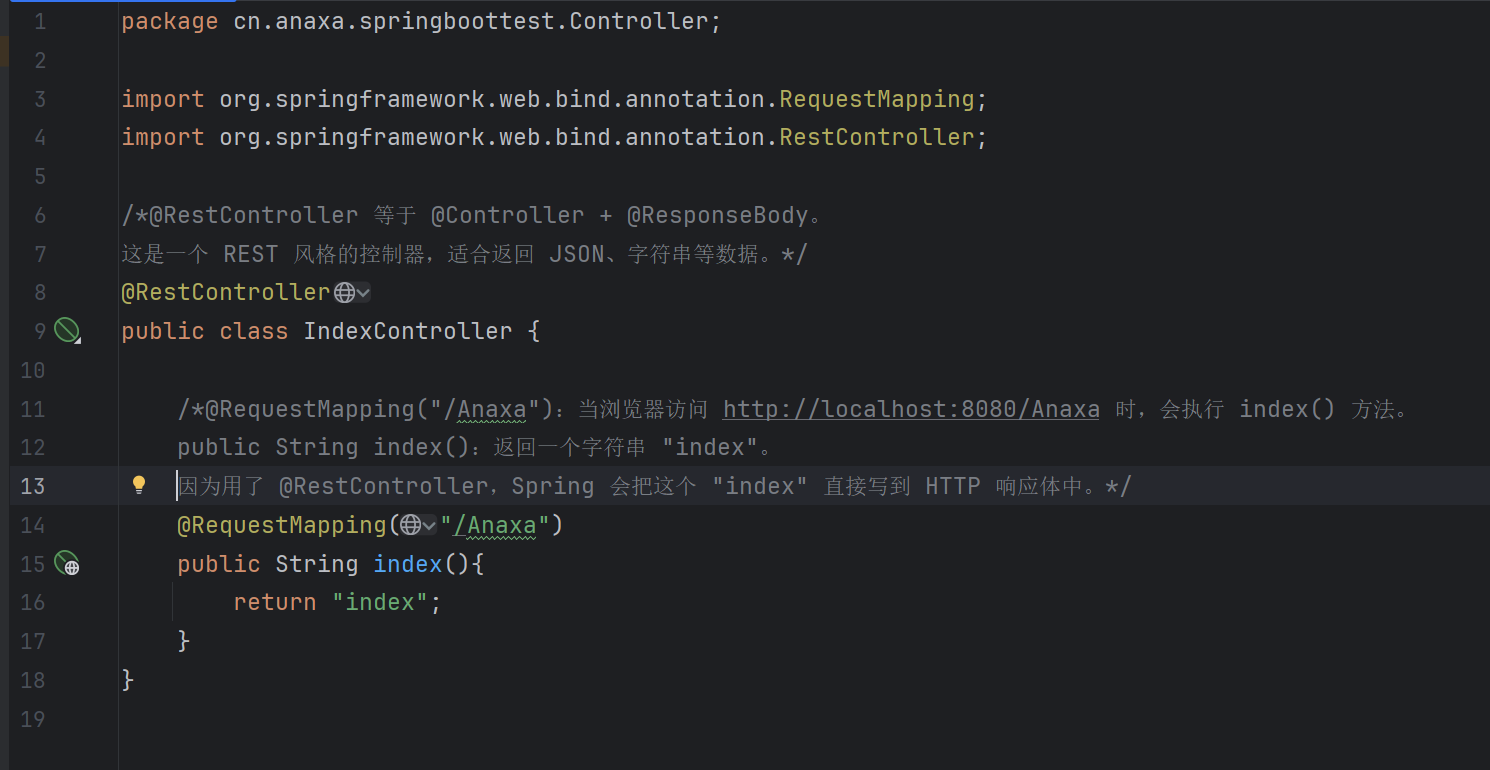 1 package cn.anaxa.springboottest.Controller;
2
3 import org.springframework.web.bind.annotation.RequestMapping;
4 import org.springframework.web.bind.annotation.RestController;
5
6 /*@RestController 等于 @Controller + @ResponseBody。
7 这是一个 REST 风格的控制器，适合返回 JSON、字符串等数据。*/
8 @RestController
9 public class IndexController {
10
11 /*@RequestMapping("/Anaxa")：当浏览器访问 http://localhost:8080/Anaxa 时，会执行 index() 方法。
12 public String index()：返回一个字符串 "index"。
13 因为用了 @RestController，Spring 会把这个 "index" 直接写到 HTTP 响应体中。*/
14 @RequestMapping("/Anaxa")
15 public String index(){
16 return "index";
17 }
18 }
19